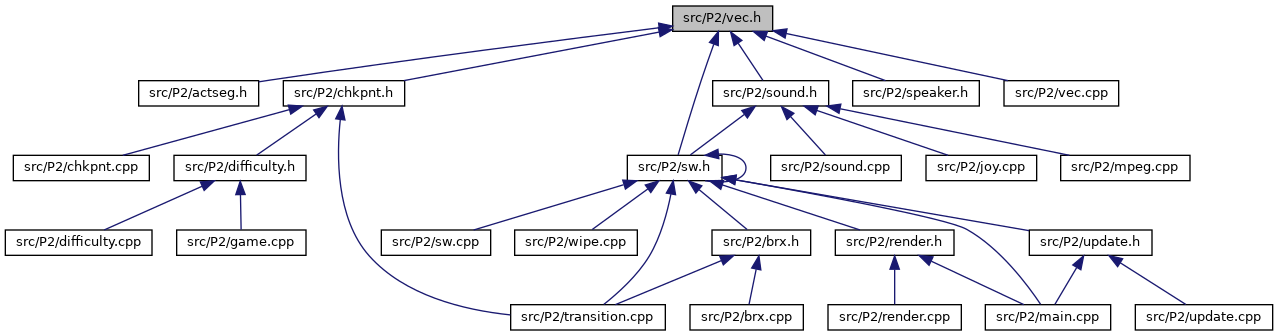 src/P2/vec.h
src/P2/actseg.h
src/P2/chkpnt.h
src/P2/sound.h
src/P2/speaker.h
src/P2/vec.cpp
src/P2/chkpnt.cpp
src/P2/difficulty.h
src/P2/sw.h
src/P2/sound.cpp
src/P2/joy.cpp
src/P2/mpeg.cpp
src/P2/difficulty.cpp
src/P2/game.cpp
src/P2/sw.cpp
src/P2/wipe.cpp
src/P2/brx.h
src/P2/render.h
src/P2/update.h
src/P2/transition.cpp
src/P2/brx.cpp
src/P2/render.cpp
src/P2/main.cpp
src/P2/update.cpp